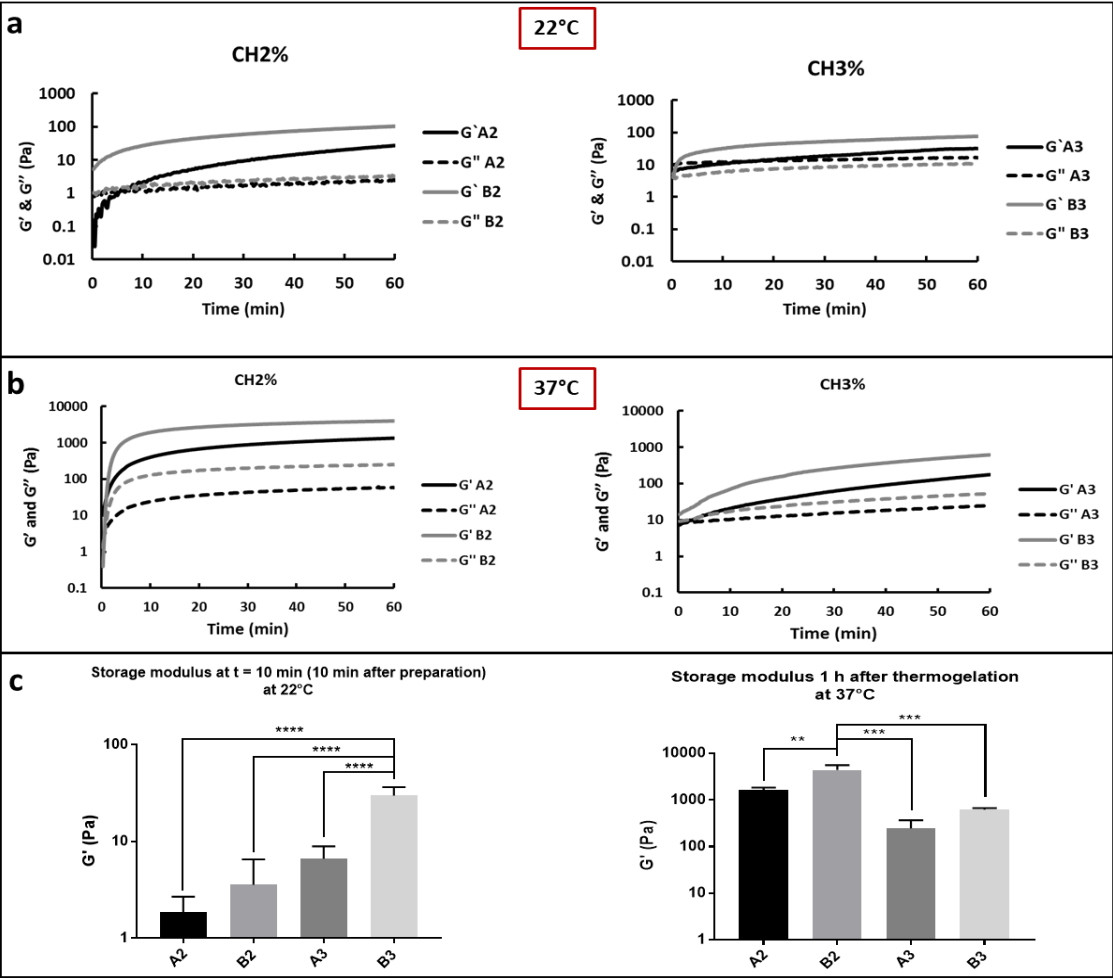 a
22°C
CH2%
G' & G'' (Pa)
1000
100
10
1
0.1
0.01
0 10 20 30 40 50 60
Time (min)
G`A2
G" A2
G` B2
G" B2
CH3%
G' & G'' (Pa)
1000
100
10
1
0.1
0.01
0 10 20 30 40 50 60
Time (min)
G`A3
G" A3
G` B3
G" B3
b
37°C
CH2%
G' and G'' (Pa)
10000
1000
100
10
1
0.1
0 10 20 30 40 50 60
Time (min)
G' A2
G'' A2
G' B2
G'' B2
CH3%
G' and G'' (Pa)
10000
1000
100
10
1
0.1
0 10 20 30 40 50 60
Time (min)
G' A3
G'' A3
G' B3
G'' B3
c
Storage modulus at t = 10 min (10 min after preparation)
at 22°C
G' (Pa)
100
10
1
****
****
****
A2 B2 A3 B3
Storage modulus 1 h after thermogelation
at 37°C
G' (Pa)
10000
1000
100
10
1
***
***
**
A2 B2 A3 B3